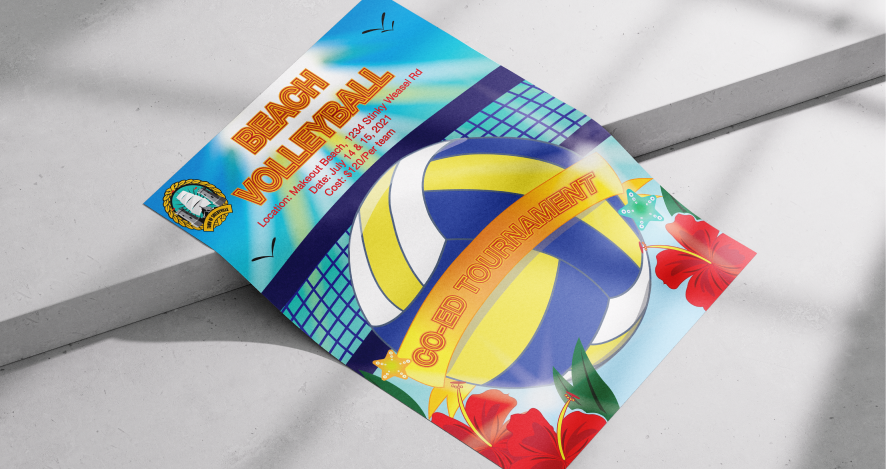 BEACH
VOLLEYBALL
Location: Makeout Beach, 1234 Stinky Weasel Rd
Date: July 14 & 15, 2021
Cost: $120/Per team
CO-ED TOURNAMENT